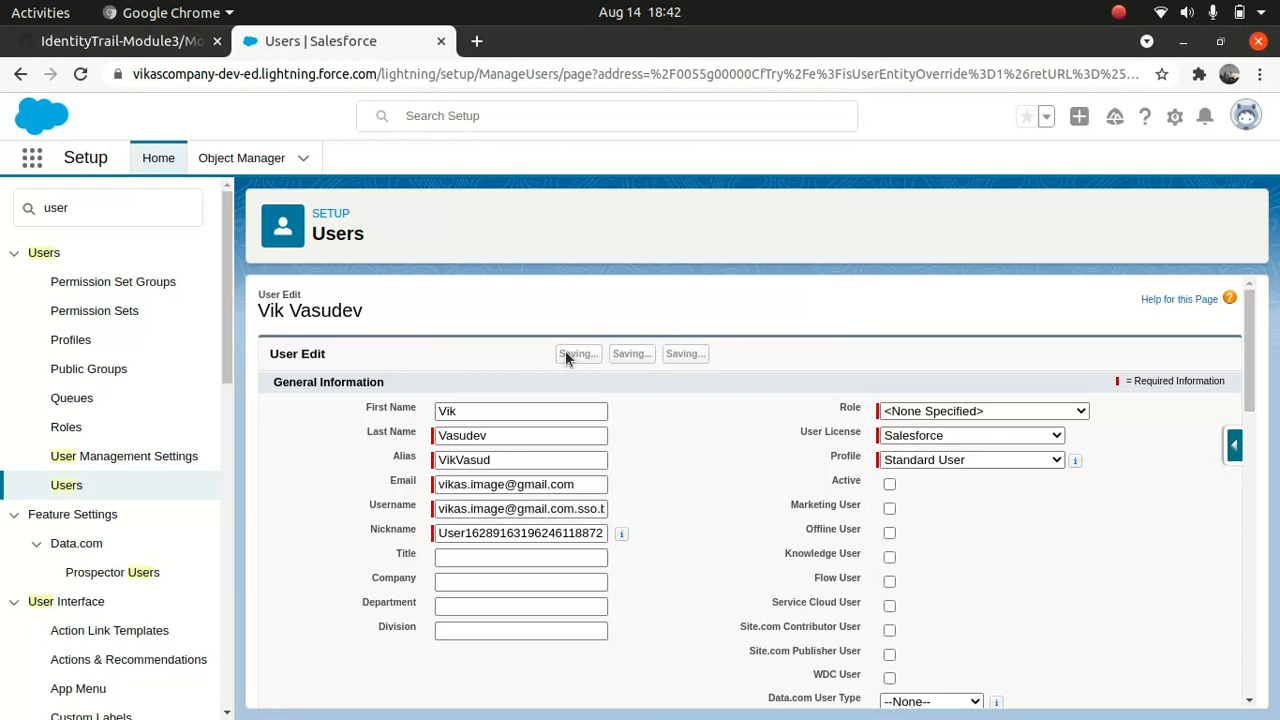 Activities
Google Chrome
Aug 14 18:42
IdentityTrail-Module3/Mo
Users | Salesforce
vikascompany-dev-ed.lightning.force.com/lightning/setup/ManageUsers/page?address=%2F0055g00000CfTry%2Fe%3FisUserEntityOverride%3D1%26retURL%3D%25...
Search Setup
Setup
Home
Object Manager
user
Users
Permission Set Groups
Permission Sets
Profiles
Public Groups
Queues
Roles
User Management Settings
Users
Feature Settings
Data.com
Prospector Users
User Interface
Action Link Templates
Actions & Recommendations
App Menu
Custom Labels
SETUP
Users
User Edit
Vik Vasudev
Help for this Page
User Edit
Saving...
Saving...
Saving...
General Information
= Required Information
First Name
Vik
Last Name
Vasudev
Alias
VikVasud
Email
vikas.image@gmail.com
Username
vikas.image@gmail.com.sso.t
Nickname
User16289163196246118872
Title
Company
Department
Division
Role
<None Specified>
User License
Salesforce
Profile
Standard User
Active
Marketing User
Offline User
Knowledge User
Flow User
Service Cloud User
Site.com Contributor User
Site.com Publisher User
WDC User
Data.com User Type
--None--